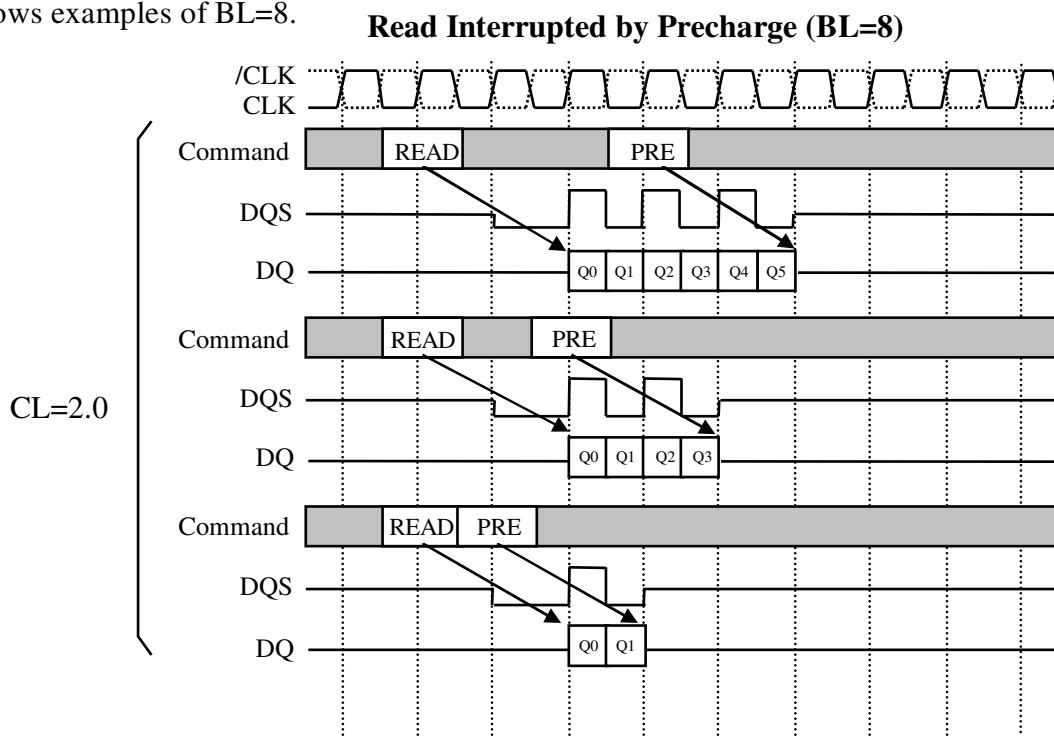 ows examples of BL=8.
Read Interrupted by Precharge (BL=8)
/CLK
CLK
Command READ PRE
DQS
DQ Q0 Q1 Q2 Q3 Q4 Q5
Command READ PRE
CL=2.0 DQS
DQ Q0 Q1 Q2 Q3
Command READ PRE
DQS
DQ Q0 Q1